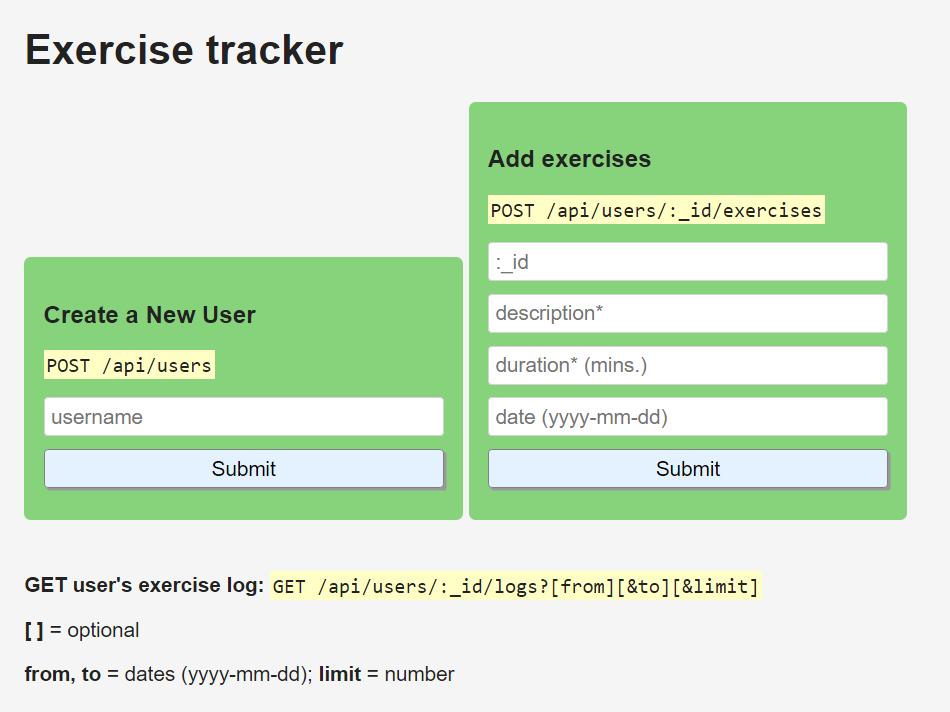 Exercise tracker
Create a New User
POST /api/users
username
Submit
Add exercises
POST /api/users/:_id/exercises
:_id
description*
duration* (mins.)
date (yyyy-mm-dd)
Submit
GET user's exercise log: GET /api/users/:_id/logs?[from][&to][&limit]
[ ] = optional
from, to = dates (yyyy-mm-dd); limit = number